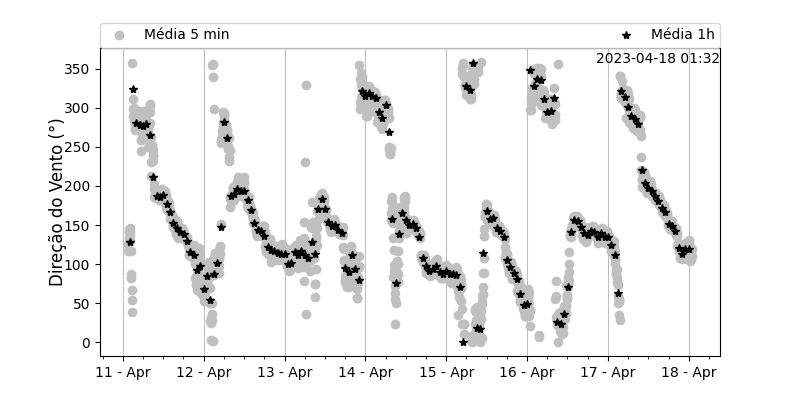 Média 5 min
Média 1h
2023-04-18 01:32
Direção do Vento (°)
350
300
250
200
150
100
50
0
11 - Apr
12 - Apr
13 - Apr
14 - Apr
15 - Apr
16 - Apr
17 - Apr
18 - Apr